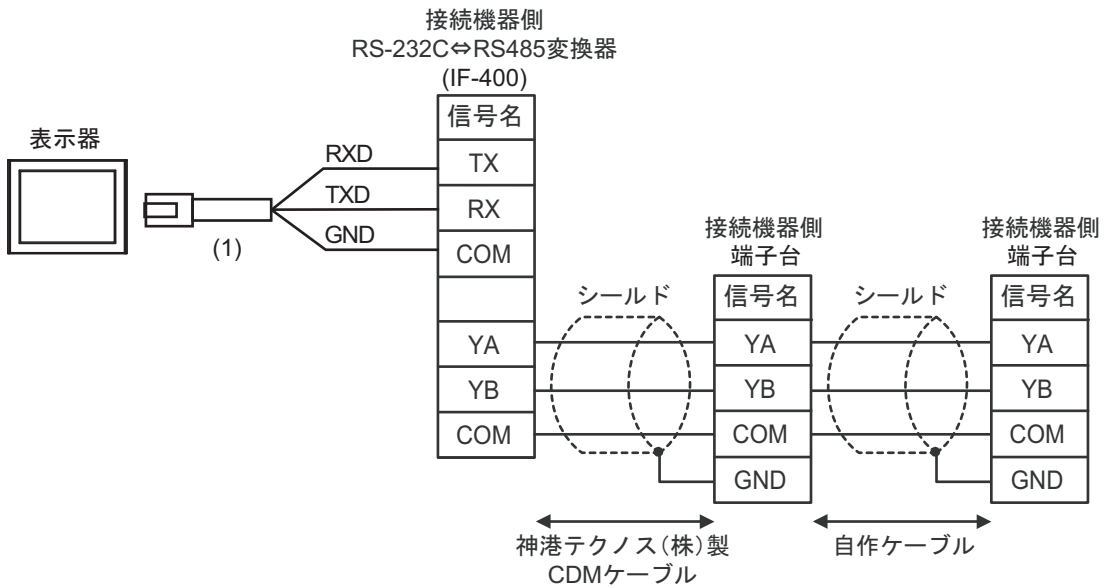 接続機器側
RS-232C⇔RS485変換器
(IF-400)
信号名
表示器
RXD
TX
TXD
RX
(1)
GND
COM
接続機器側
端子台
接続機器側
端子台
シールド
信号名
シールド
信号名
YA
YA
YA
YB
YB
YB
COM
COM
COM
GND
GND
神港テクノス(株)製
CDMケーブル
自作ケーブル